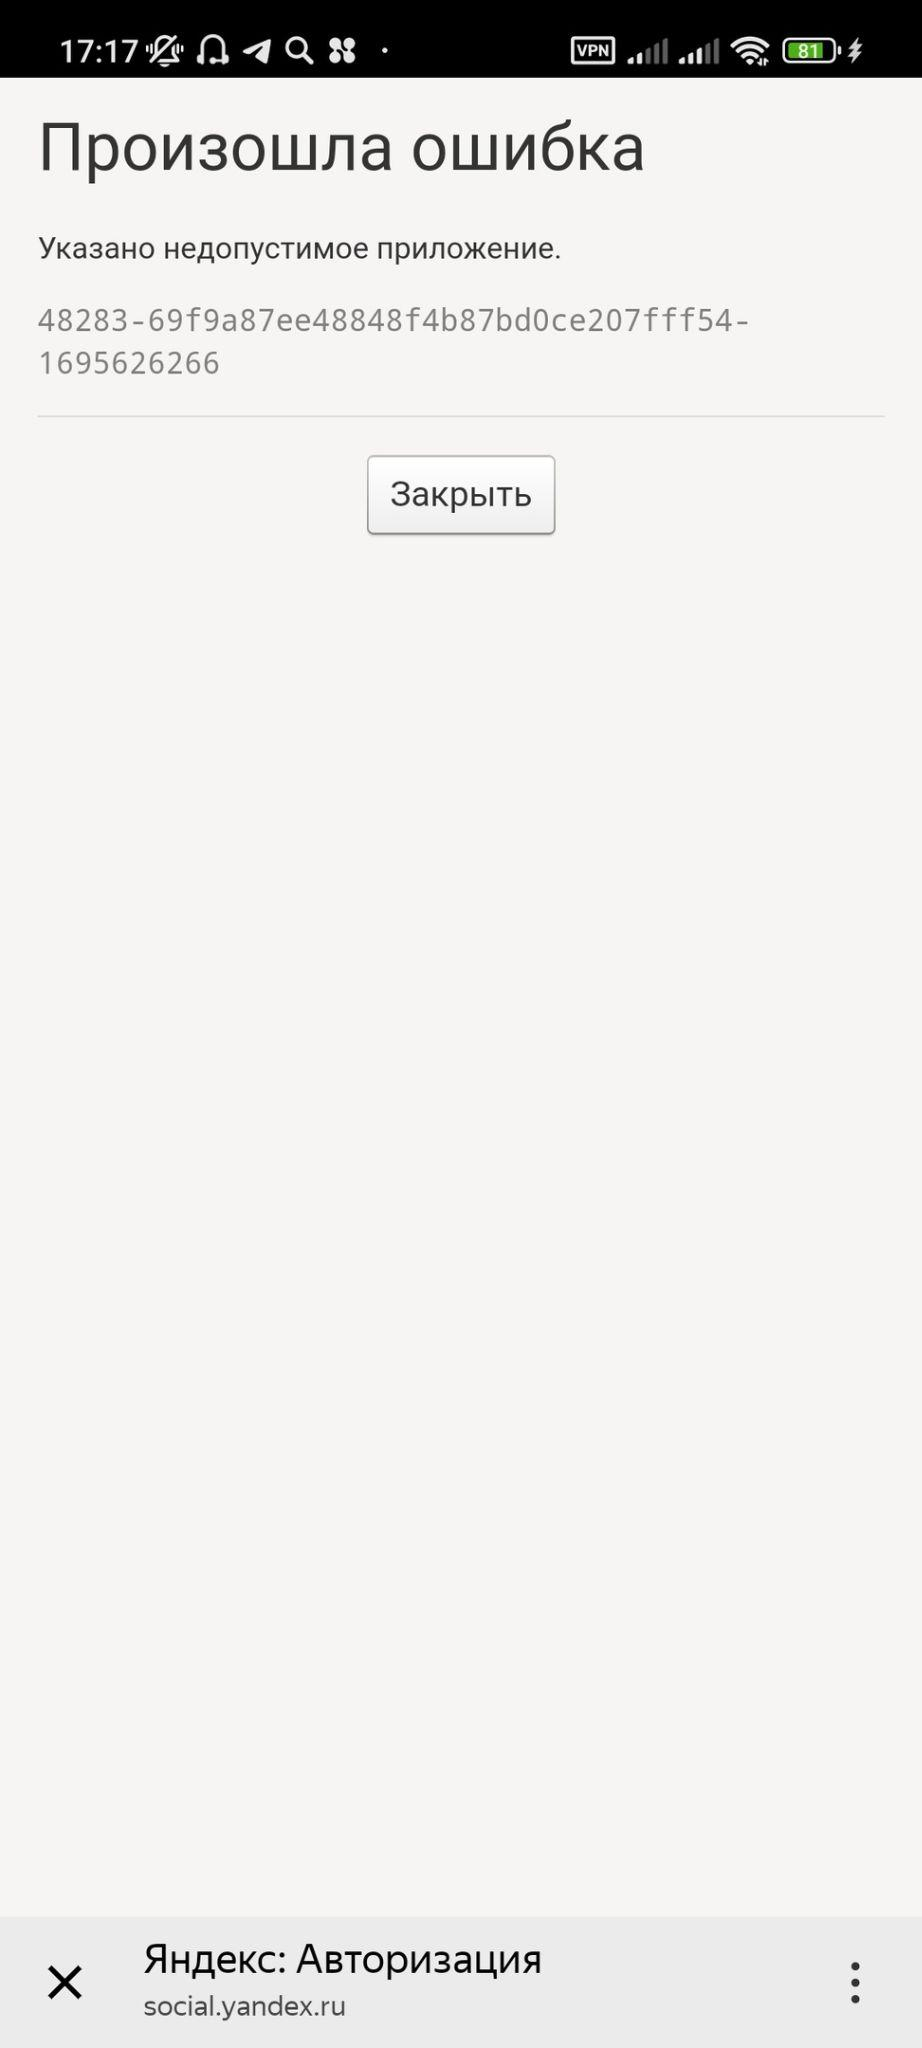 17:17
VPN
81
Произошла ошибка
Указано недопустимое приложение.
48283-69f9a87ee48848f4b87bd0ce207fff54-
1695626266
Закрыть
Яндекс: Авторизация
social.yandex.ru